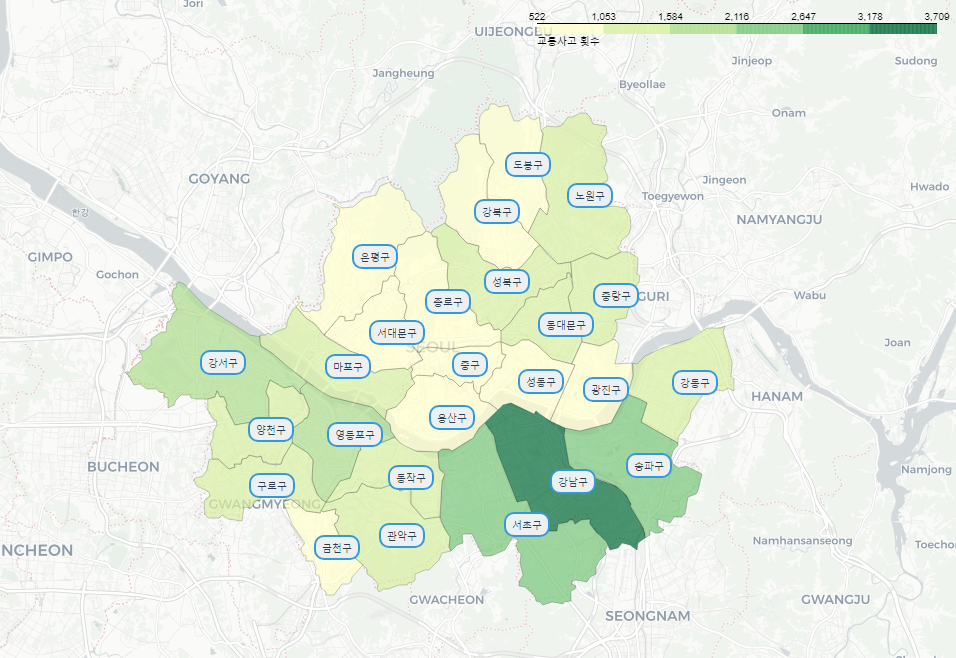 Jori
522 1,053 1,584 2,116 2,647 3,178 3,709
UIJEONGBU
교통사고 횟수
Jangheung
Jinjeop
Sudong
Byeollae
Onam
도봉구
GOYANG
Jingeon
Hwado
노원구
Toegyewon
한강
강북구
NAMYANGJU
GIMPO
은평구
Gochon
성북구
종로구
중랑구
GURI
Wabu
동대문구
서대문구
Joan
SEOUL
강서구
마포구
중구
성동구
광진구
강동구
HANAM
용산구
양천구
영등포구
BUCHEON
송파구
Namjong
동작구
강남구
구로구
GWANGMYEONG
서초구
관악구
Namhansanseong
금천구
NCHEON
Toechon
GWACHEON
GWANGJU
SEONGNAM